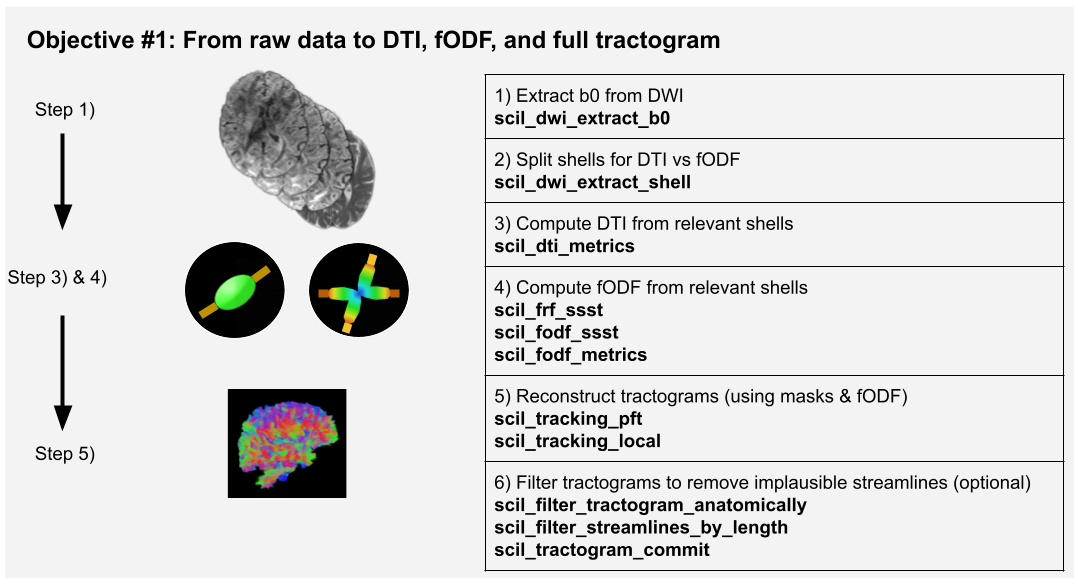 Objective #1: From raw data to DTI, fODF, and full tractogram
Step 1)
Step 3) & 4)
Step 5)
1) Extract b0 from DWI
scil_dwi_extract_b0
2) Split shells for DTI vs fODF
scil_dwi_extract_shell
3) Compute DTI from relevant shells
scil_dti_metrics
4) Compute fODF from relevant shells
scil_frf_ssst
scil_fodf_ssst
scil_fodf_metrics
5) Reconstruct tractograms (using masks & fODF)
scil_tracking_pft
scil_tracking_local
6) Filter tractograms to remove implausible streamlines (optional)
scil_filter_tractogram_anatomically
scil_filter_streamlines_by_length
scil_tractogram_commit